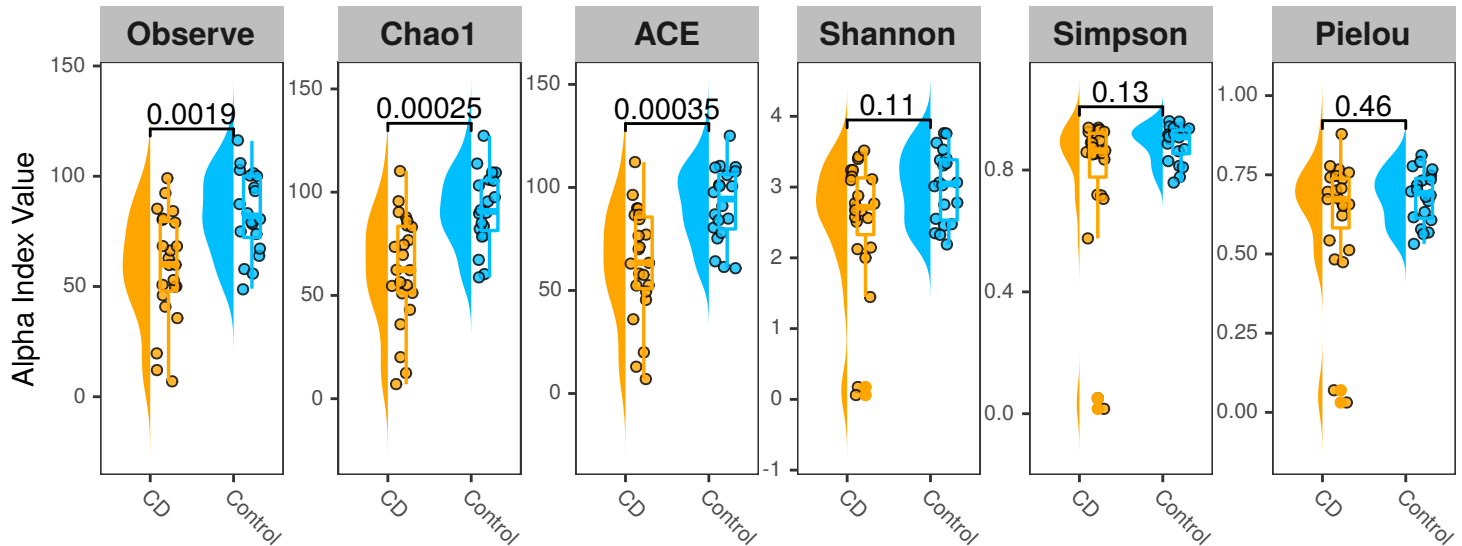 Observe
Chao1
ACE
Shannon
Simpson
Pielou
Alpha Index Value
150
100
50
0
0.0019
CD
Control
150
100
50
0
0.00025
CD
Control
150
100
50
0
0.00035
CD
Control
4
3
2
1
0
-1
0.11
CD
Control
0.8
0.4
0.0
0.13
CD
Control
1.00
0.75
0.50
0.25
0.00
0.46
CD
Control